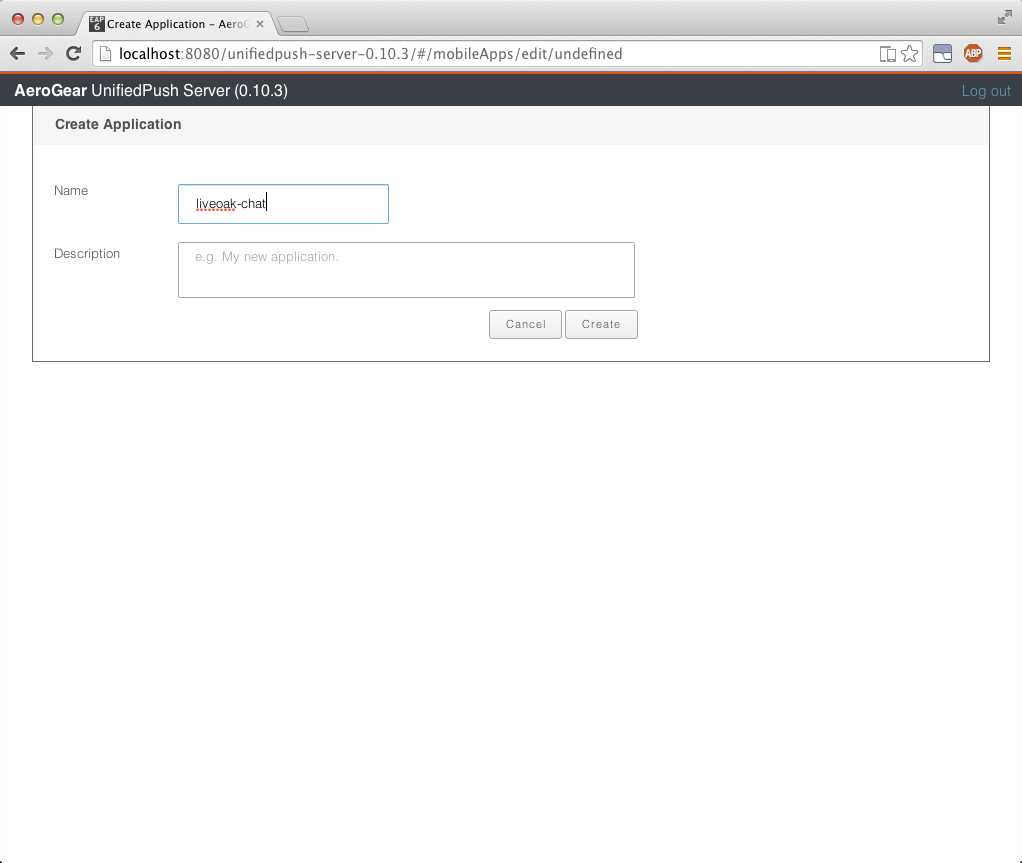 EAP 6 Create Application – AeroG
localhost:8080/unifiedpush-server-0.10.3/#/mobileApps/edit/undefined
ABP
AeroGear UnifiedPush Server (0.10.3)
Log out
Create Application
Name
liveoak-chat
Description
e.g. My new application.
Cancel
Create